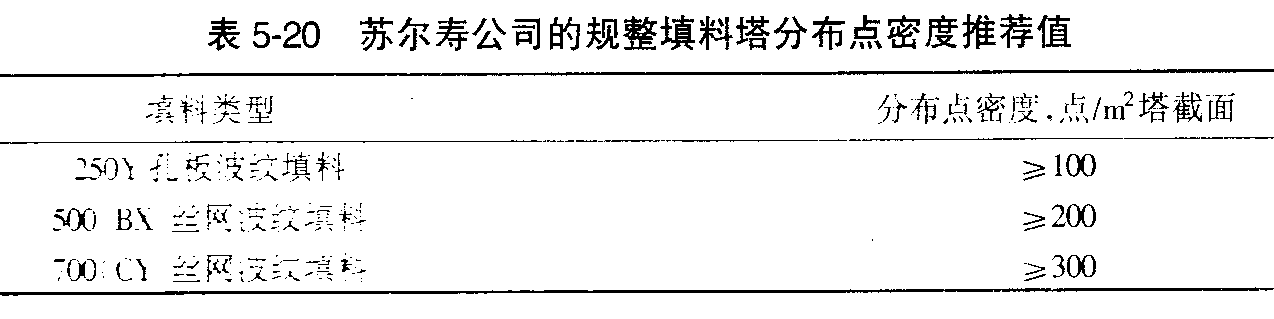 表 5-20 苏尔寿公司的规整填料塔分布点密度推荐值
填料类型 分布点密度,点/m²塔截面
250Y 孔板波纹填料 ≥100
500(BX)丝网波纹填料 ≥200
700(CY)丝网波纹填料 ≥300